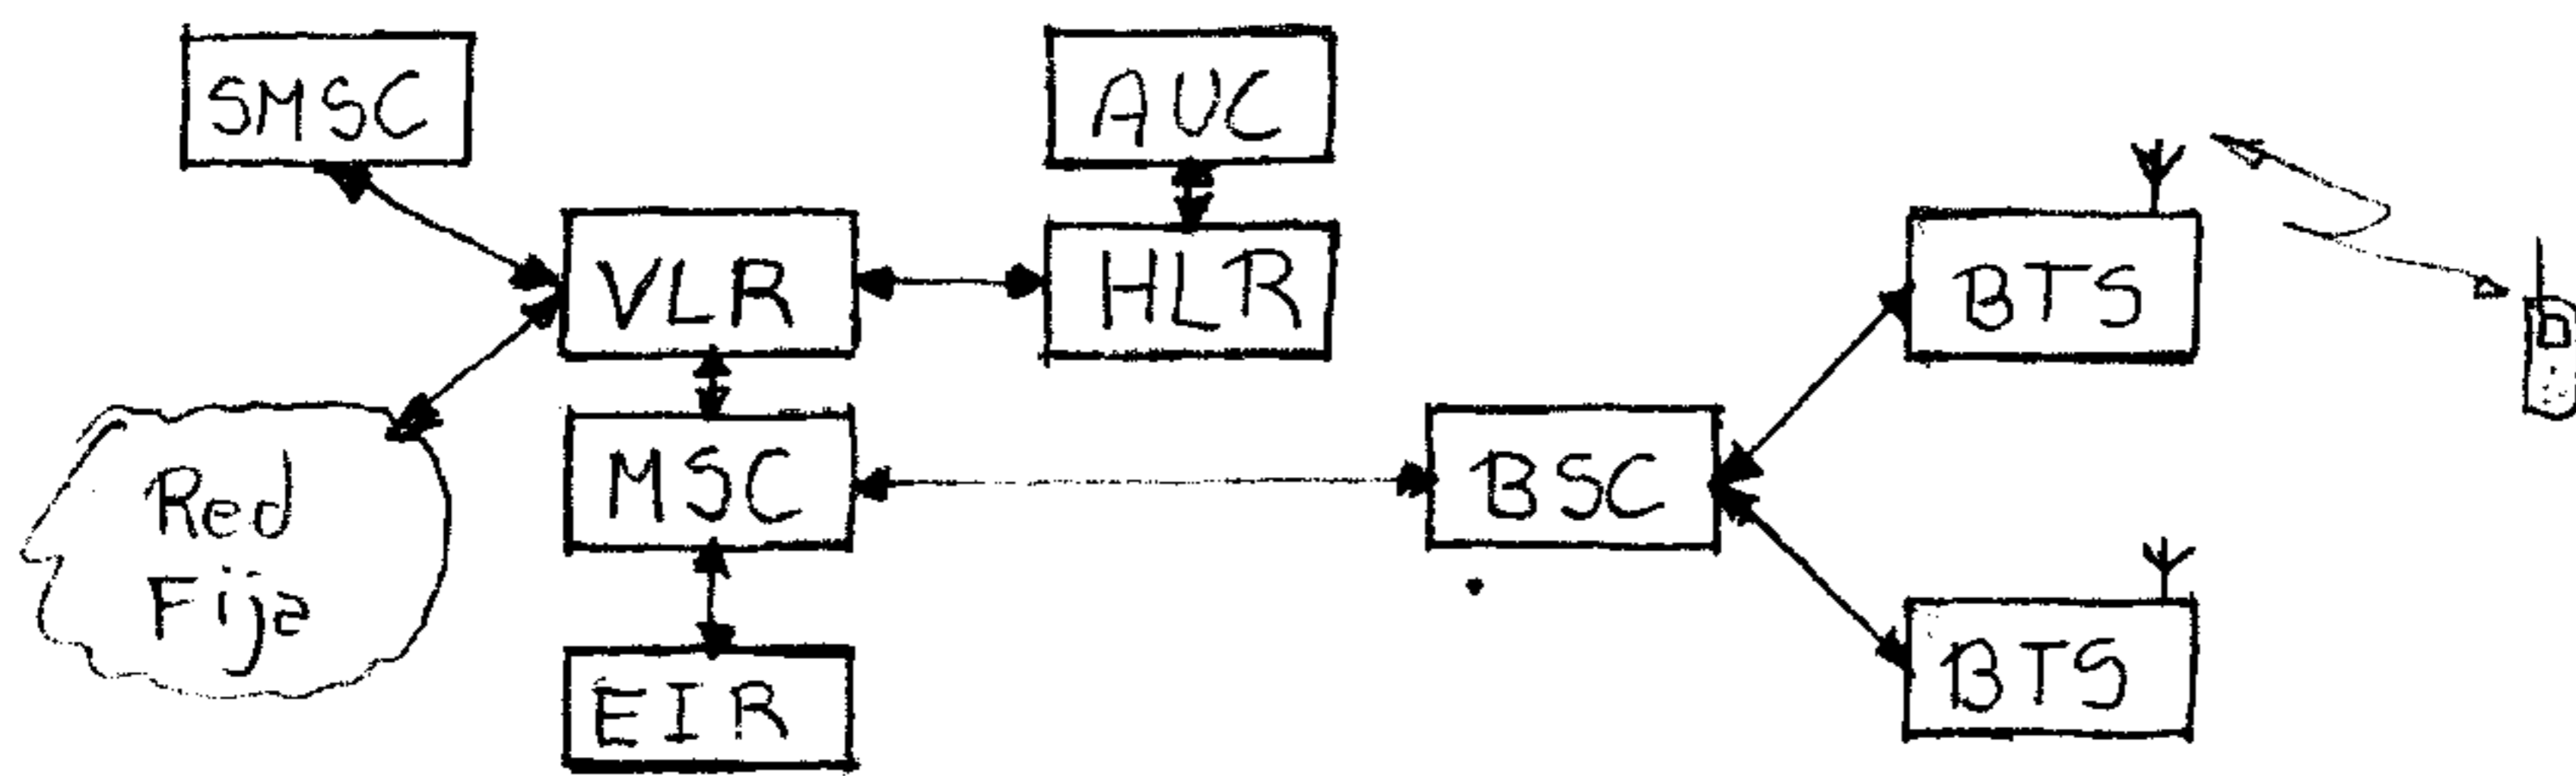 SMSC
AUC
VLR
HLR
BTS
MSC
BSC
Red
Fija
EIR
BTS